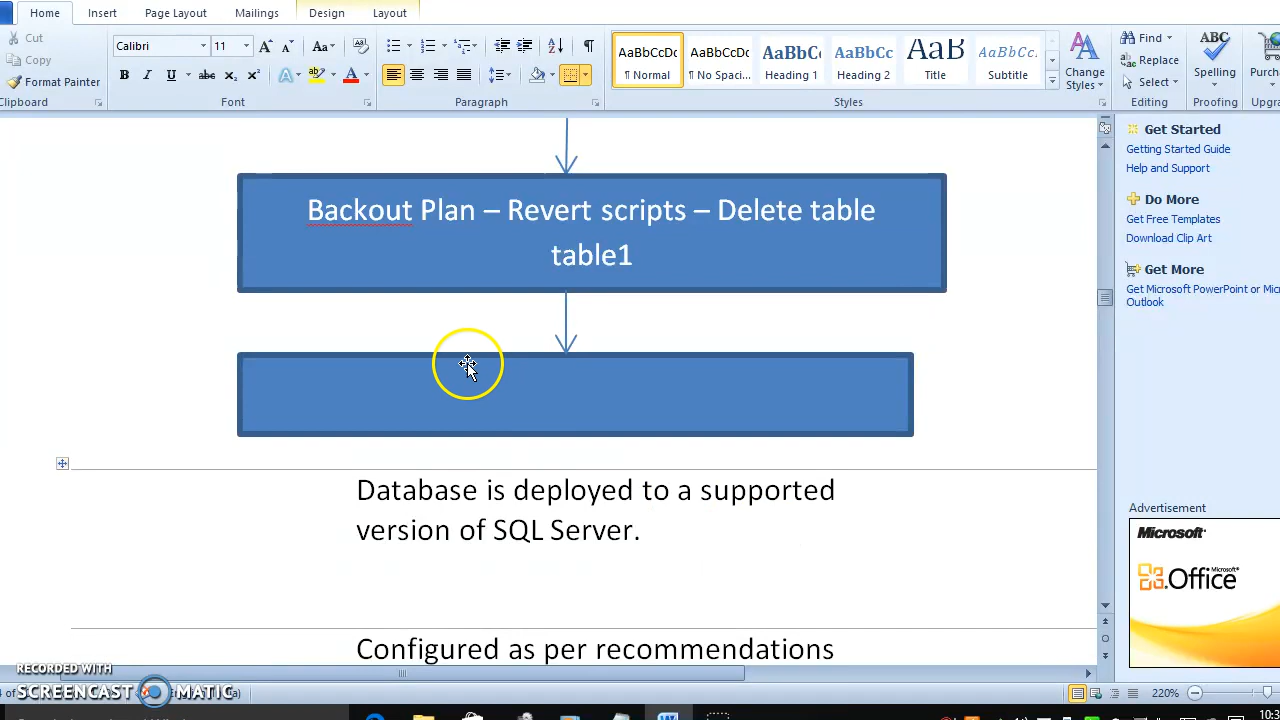 Home Insert Page Layout Mailings Design Layout
Cut
Copy
Format Painter
Clipboard
Calibri 11
Font
Paragraph
AaBbCcDc AaBbCcDc AaBbCc AaBbCc AaB AaBbCc.
¶ Normal ¶ No Spaci... Heading 1 Heading 2 Title Subtitle
Change
Styles
Styles
Find
Replace
Select
Editing
ABC
Spelling
Proofing
Backout Plan – Revert scripts – Delete table
table1
Database is deployed to a supported
version of SQL Server.
Configured as per recommendations
Get Started
Getting Started Guide
Help and Support
Do More
Get Free Templates
Download Clip Art
Get More
Get Microsoft PowerPoint or
Outlook
Advertisement
Microsoft
Office
RECORDED WITH
SCREENCAST MATIC
220%